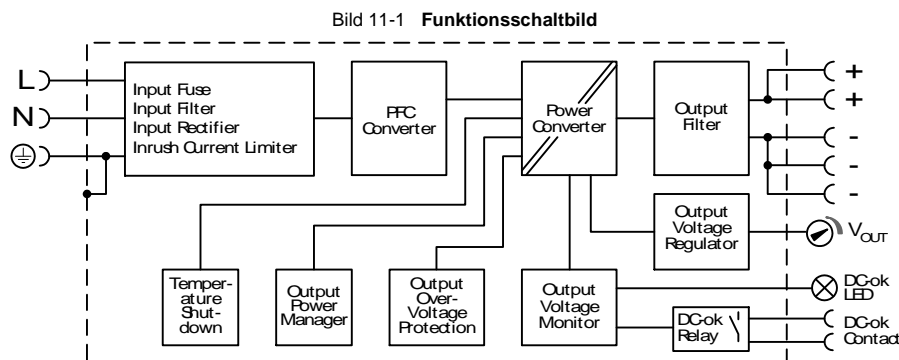 Bild 11-1 Funktionsschaltbild
L
N
Input Fuse
Input Filter
Input Rectifier
Inrush Current Limiter
PFC
Converter
Power
Converter
Output
Filter
+
+
-
-
-
Output
Voltage
Regulator
VOUT
Temper-
ature
Shut-
down
Output
Power
Manager
Output
Over-
Voltage
Protection
Output
Voltage
Monitor
DC-ok
Relay
DC-ok
LED
DC-ok
Contact